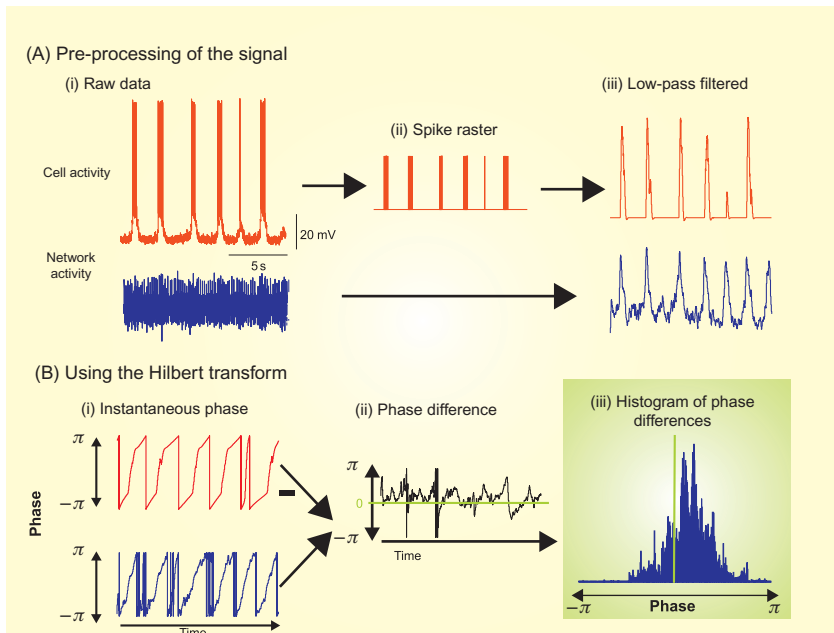 (A) Pre-processing of the signal
(i) Raw data
(ii) Spike raster
(iii) Low-pass filtered
Cell activity
20 mV
5 s
Network
activity
(B) Using the Hilbert transform
(i) Instantaneous phase
(ii) Phase difference
(iii) Histogram of phase
differences
Phase
π
−π
π
−π
Time
π
0
−π
Time
−π
Phase
π